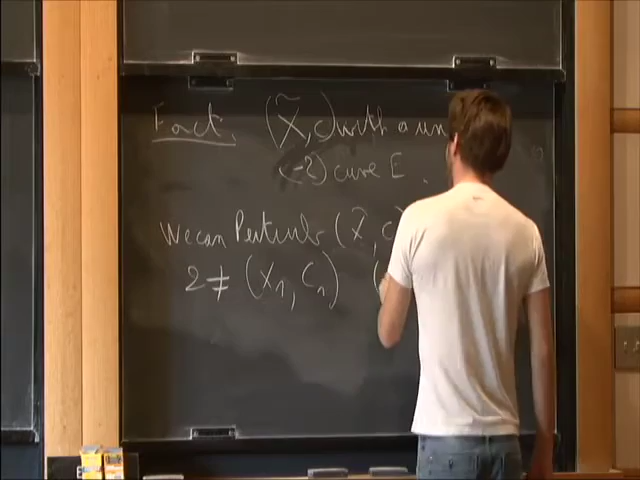 Fact. (X̃, C) with a un
(-2) curve E.
We can Perturb (X̃, C
2 ≠ (X₁, C₁) (